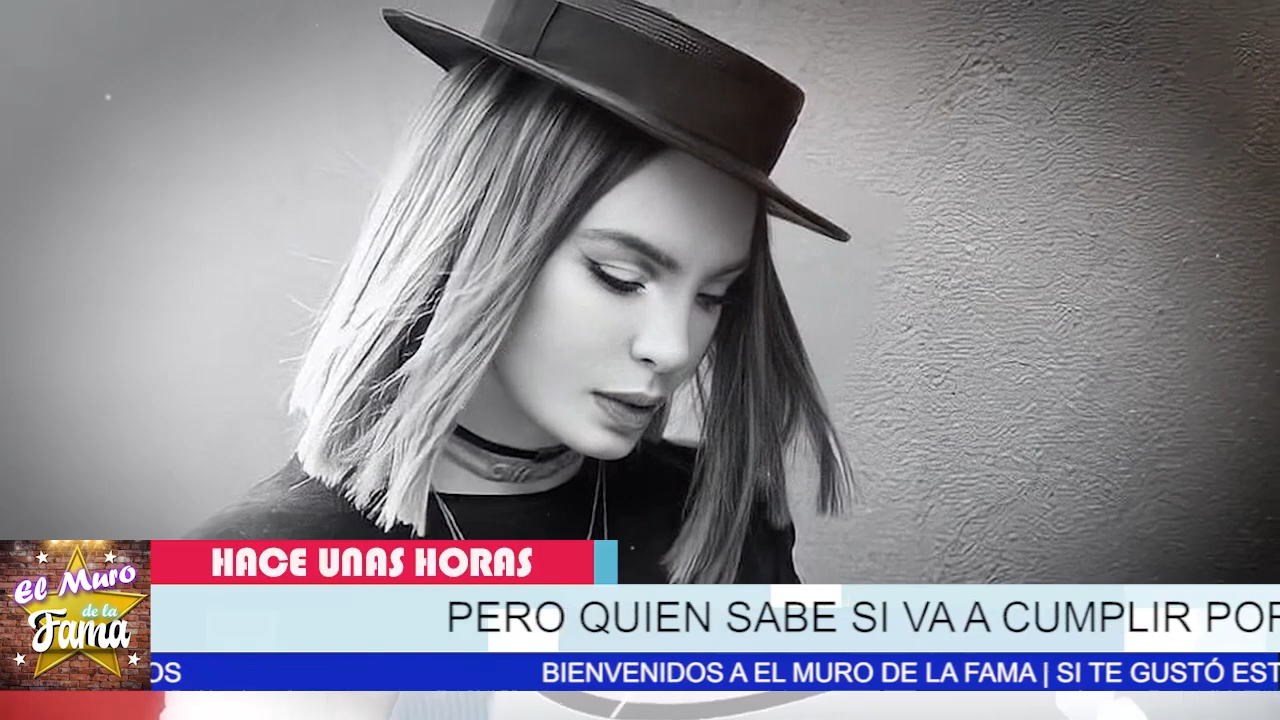 HACE UNAS HORAS
El Muro
de la
Fama
PERO QUIEN SABE SI VA A CUMPLIR POR
OS
BIENVENIDOS A EL MURO DE LA FAMA | SI TE GUSTÓ EST